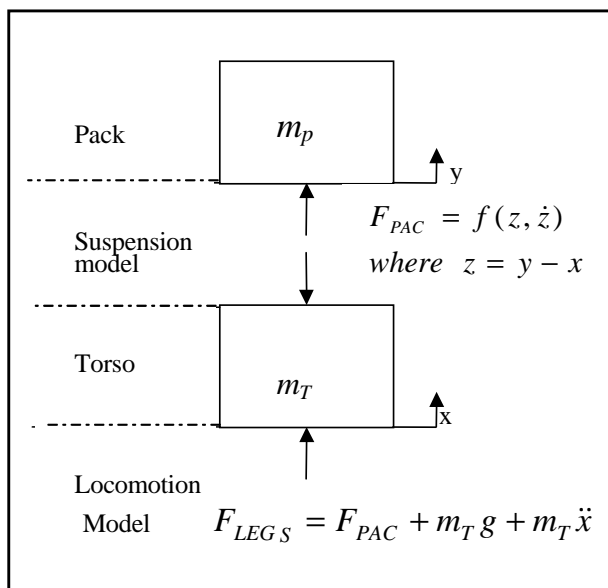 Pack
m_p
y
F_PAC = f(z, ż)
where z = y − x
Suspension
model
Torso
m_T
x
Locomotion
Model
F_LEG S = F_PAC + m_T g + m_T ẍ